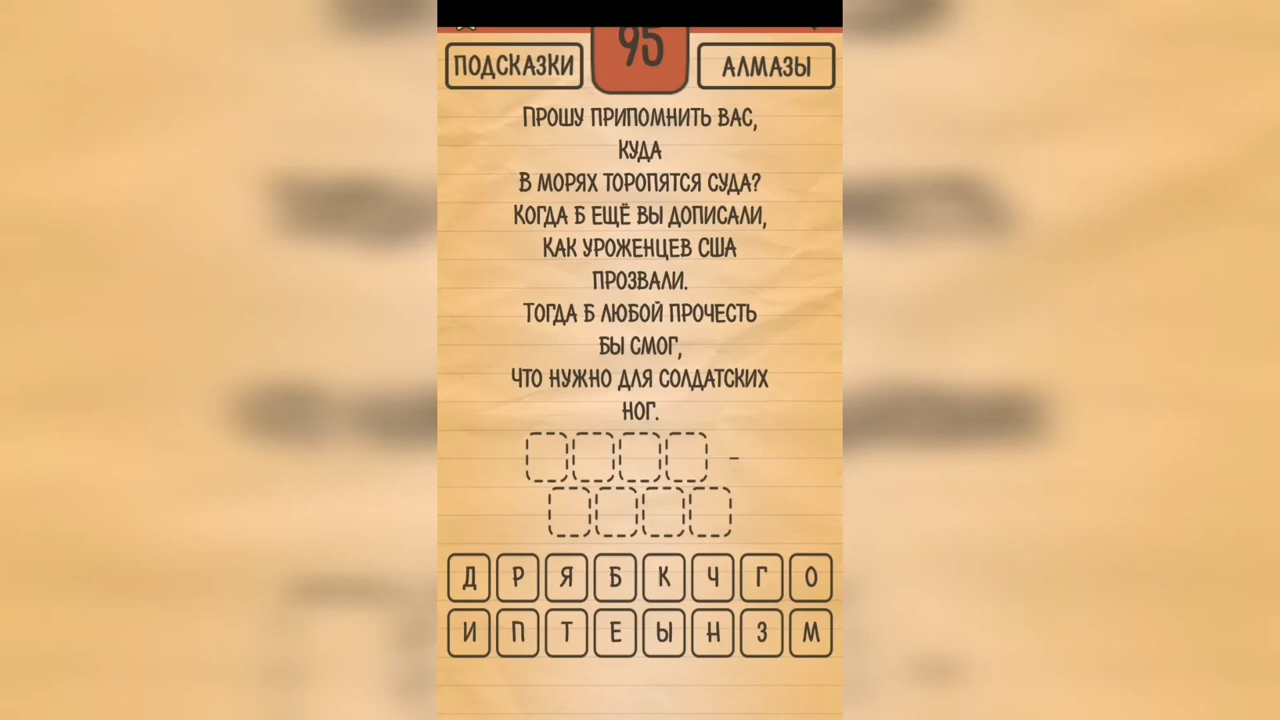 95
ПОДСКАЗКИ
АЛМАЗЫ
ПРОШУ ПРИПОМНИТЬ ВАС,
КУДА
В МОРЯХ ТОРОПЯТСЯ СУДА?
КОГДА Б ЕЩЁ ВЫ ДОПИСАЛИ,
КАК УРОЖЕНЦЕВ США
ПРОЗВАЛИ.
ТОГДА Б ЛЮБОЙ ПРОЧЕСТЬ
БЫ СМОГ,
ЧТО НУЖНО ДЛЯ СОЛДАТСКИХ
НОГ.
-
Д Р Я Б К Ч Г О
И П Т Е Ы Н З М